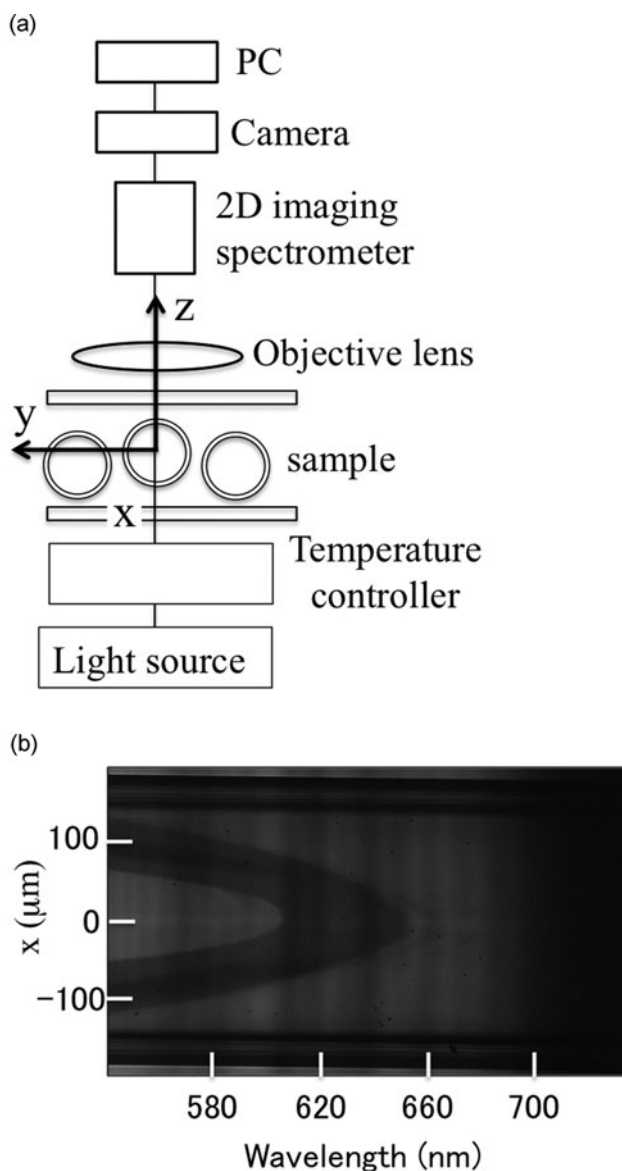 (a)
PC
Camera
2D imaging
spectrometer
z
Objective lens
y
sample
x
Temperature
controller
Light source
(b)
x (μm)
100
0
-100
580 620 660 700
Wavelength (nm)